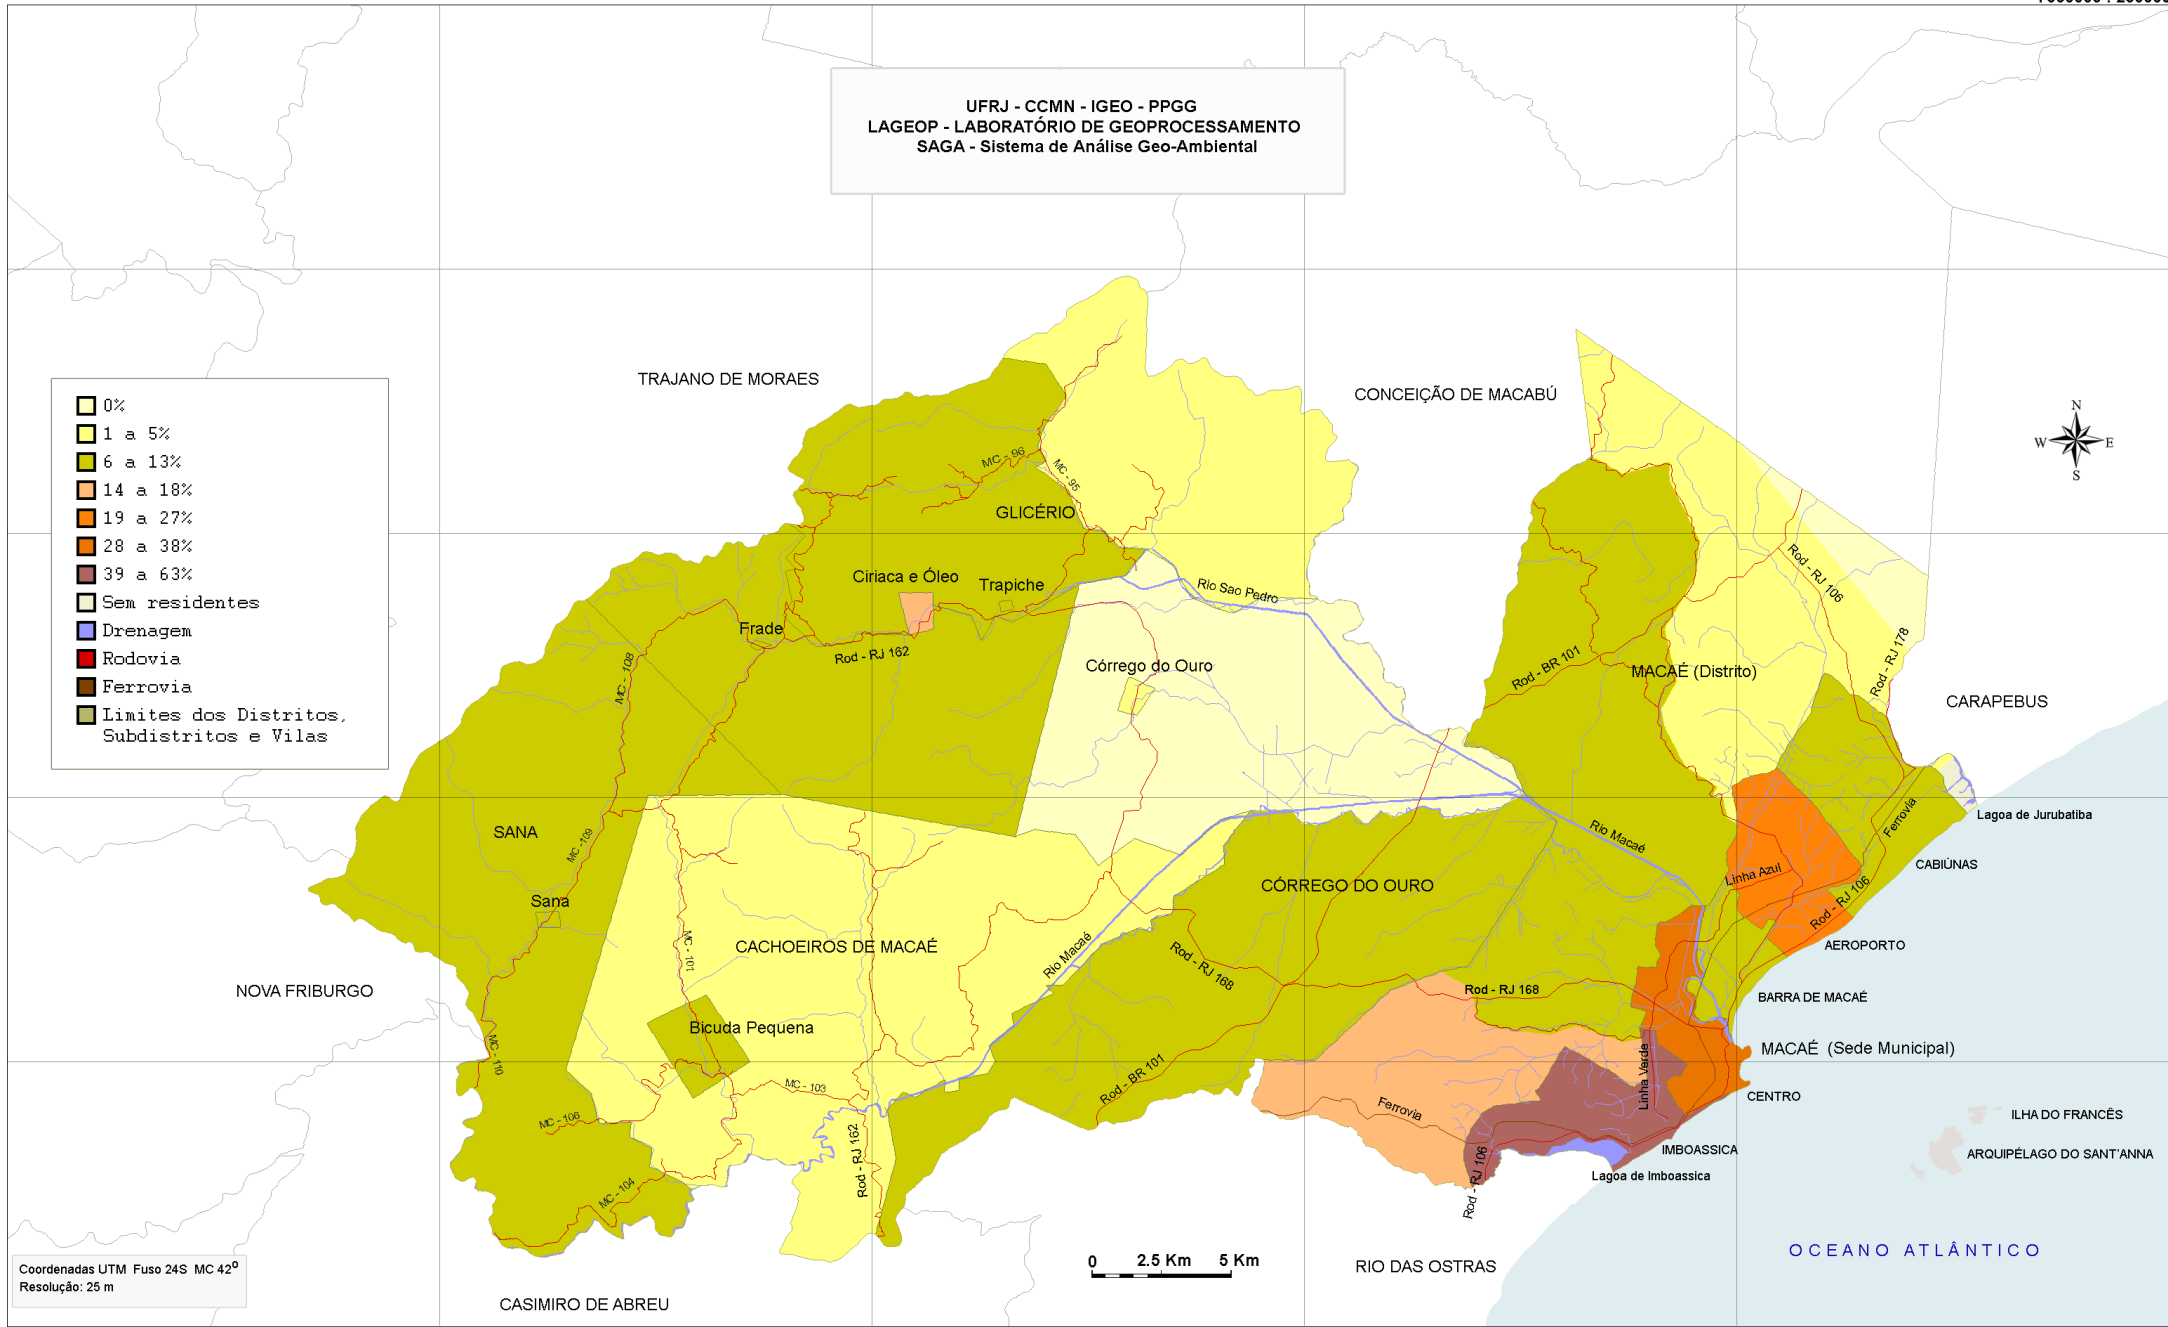 UFRJ - CCMN - IGEO - PPGG
LAGEOP - LABORATÓRIO DE GEOPROCESSAMENTO
SAGA - Sistema de Análise Geo-Ambiental
TRAJANO DE MORAES
CONCEIÇÃO DE MACABÚ
0%
1 a 5%
6 a 13%
14 a 18%
19 a 27%
28 a 38%
39 a 63%
Sem residentes
Drenagem
Rodovia
Ferrovia
Limites dos Distritos,
Subdistritos e Vilas
N
W
E
S
MC - 96
MC - 95
GLICÉRIO
Ciriaca e Óleo
Trapiche
Rio Sao Pedro
Rod - RJ 106
Frade
Rod - RJ 162
MC - 108
Córrego do Ouro
Rod - BR 101
MACAÉ (Distrito)
Rod - RJ 178
CARAPEBUS
SANA
MC -109
Rio Macaé
Ferrovia
Lagoa de Jurubatiba
CABIÚNAS
Linha Azul
CÓRREGO DO OURO
Sana
Rod - RJ 106
CACHOEIROS DE MACAÉ
MC - 101
Rio Macaé
Rod - RJ 168
AEROPORTO
NOVA FRIBURGO
Rod - RJ 168
BARRA DE MACAÉ
Bicuda Pequena
MC - 110
MACAÉ (Sede Municipal)
Linha Verde
MC - 103
Rod - BR 101
Ferrovia
CENTRO
MC - 106
ILHA DO FRANCÊS
IMBOASSICA
ARQUIPÉLAGO DO SANT'ANNA
Rod - RJ 162
Lagoa de Imboassica
Rod - RJ 106
MC - 104
OCEANO ATLÂNTICO
0 2.5 Km 5 Km
RIO DAS OSTRAS
Coordenadas UTM Fuso 24S MC 42º
Resolução: 25 m
CASIMIRO DE ABREU